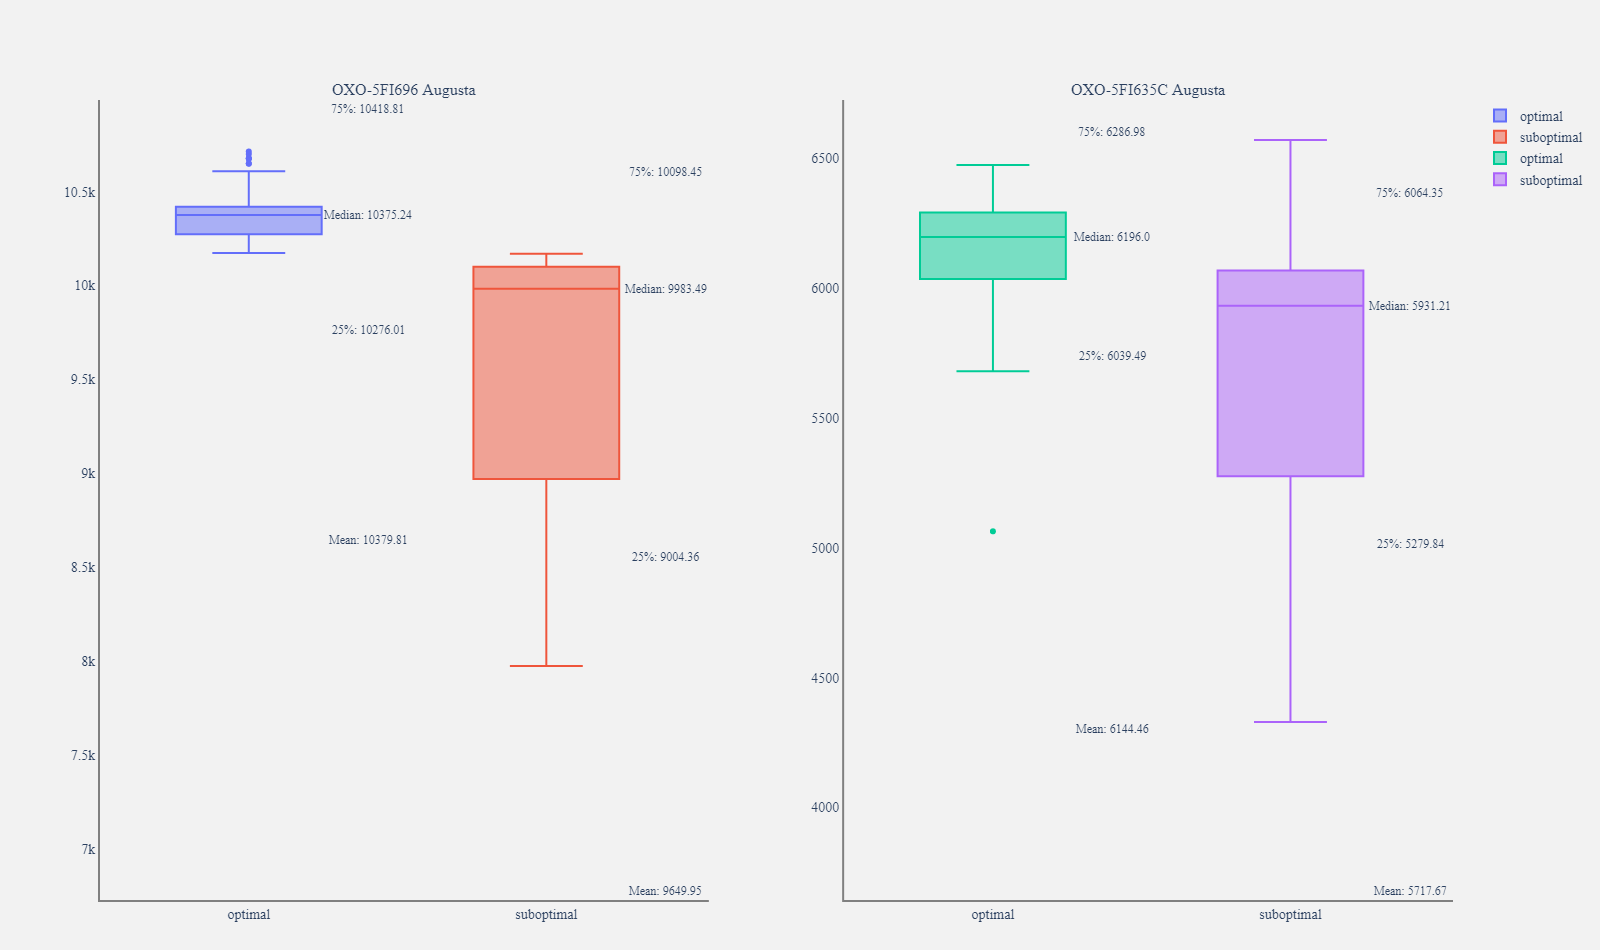 OXO-5FI696 Augusta
75%: 10418.81
75%: 10098.45
10.5k
Median: 10375.24
10k
Median: 9983.49
25%: 10276.01
9.5k
9k
Mean: 10379.81
25%: 9004.36
8.5k
8k
7.5k
7k
Mean: 9649.95
optimal
suboptimal
OXO-5FI635C Augusta
75%: 6286.98
6500
75%: 6064.35
Median: 6196.0
6000
Median: 5931.21
25%: 6039.49
5500
25%: 5279.84
5000
4500
Mean: 6144.46
4000
Mean: 5717.67
optimal
suboptimal
optimal
suboptimal
optimal
suboptimal